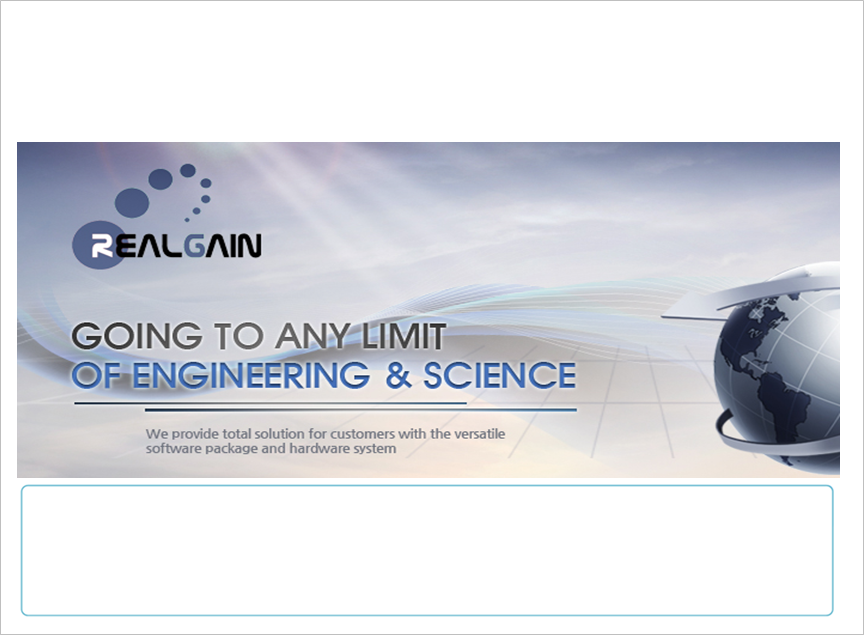 REALGAIN
GOING TO ANY LIMIT
OF ENGINEERING & SCIENCE
We provide total solution for customers with the versatile
software package and hardware system